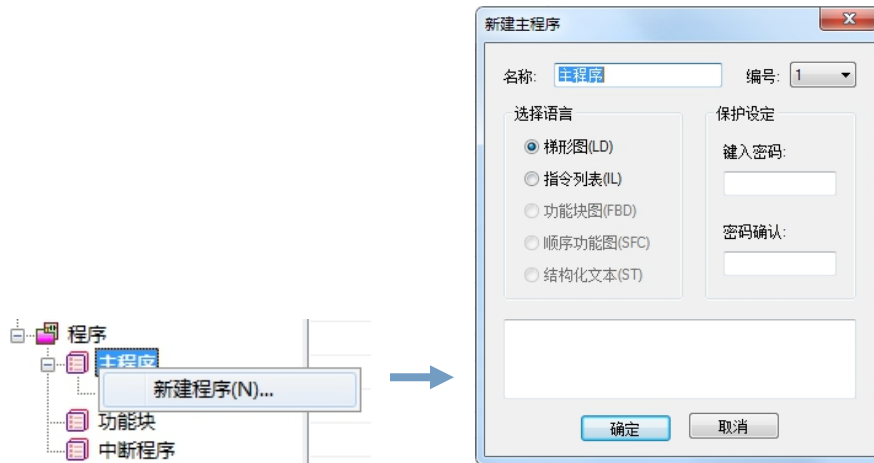 程序
主程序
新建程序(N)...
功能块
中断程序
新建主程序
名称: 主程序 编号: 1
选择语言 保护设定
梯形图(LD) 键入密码:
指令列表(IL)
功能块图(FBD)
顺序功能图(SFC) 密码确认:
结构化文本(ST)
确定 取消